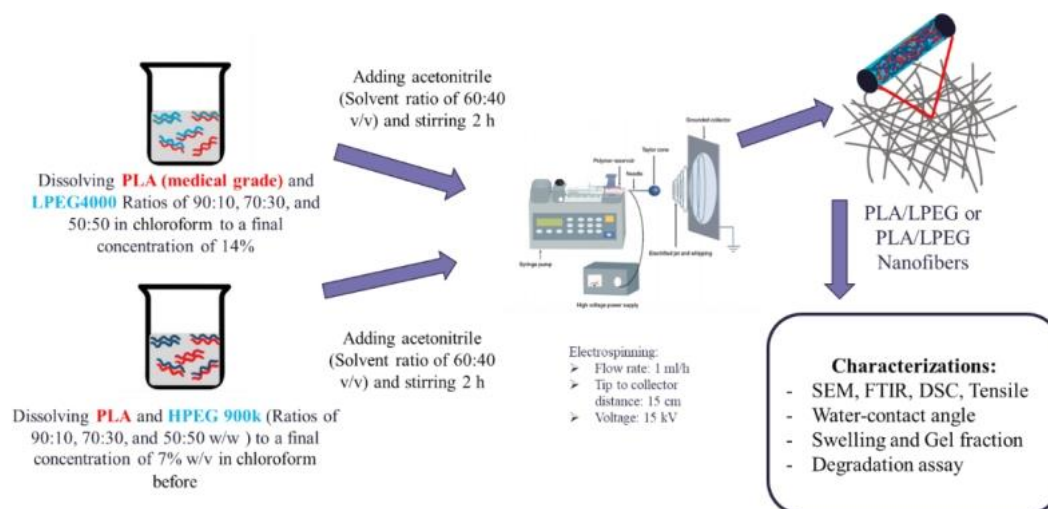 Adding acetonitrile
(Solvent ratio of 60:40
v/v) and stirring 2 h
Dissolving PLA (medical grade) and
LPEG4000 Ratios of 90:10, 70:30, and
50:50 in chloroform to a final
concentration of 14%
Grounded collector
Taylor cone
Polymer reservoir
Needle
Syringe pump
Electrified jet and whipping
High voltage power supply
PLA/LPEG or
PLA/LPEG
Nanofibers
Adding acetonitrile
(Solvent ratio of 60:40
v/v) and stirring 2 h
Dissolving PLA and HPEG 900k (Ratios of
90:10, 70:30, and 50:50 w/w ) to a final
concentration of 7% w/v in chloroform
before
Electrospinning:
➢ Flow rate: 1 ml/h
➢ Tip to collector
distance: 15 cm
➢ Voltage: 15 kV
Characterizations:
- SEM, FTIR, DSC, Tensile
- Water-contact angle
- Swelling and Gel fraction
- Degradation assay